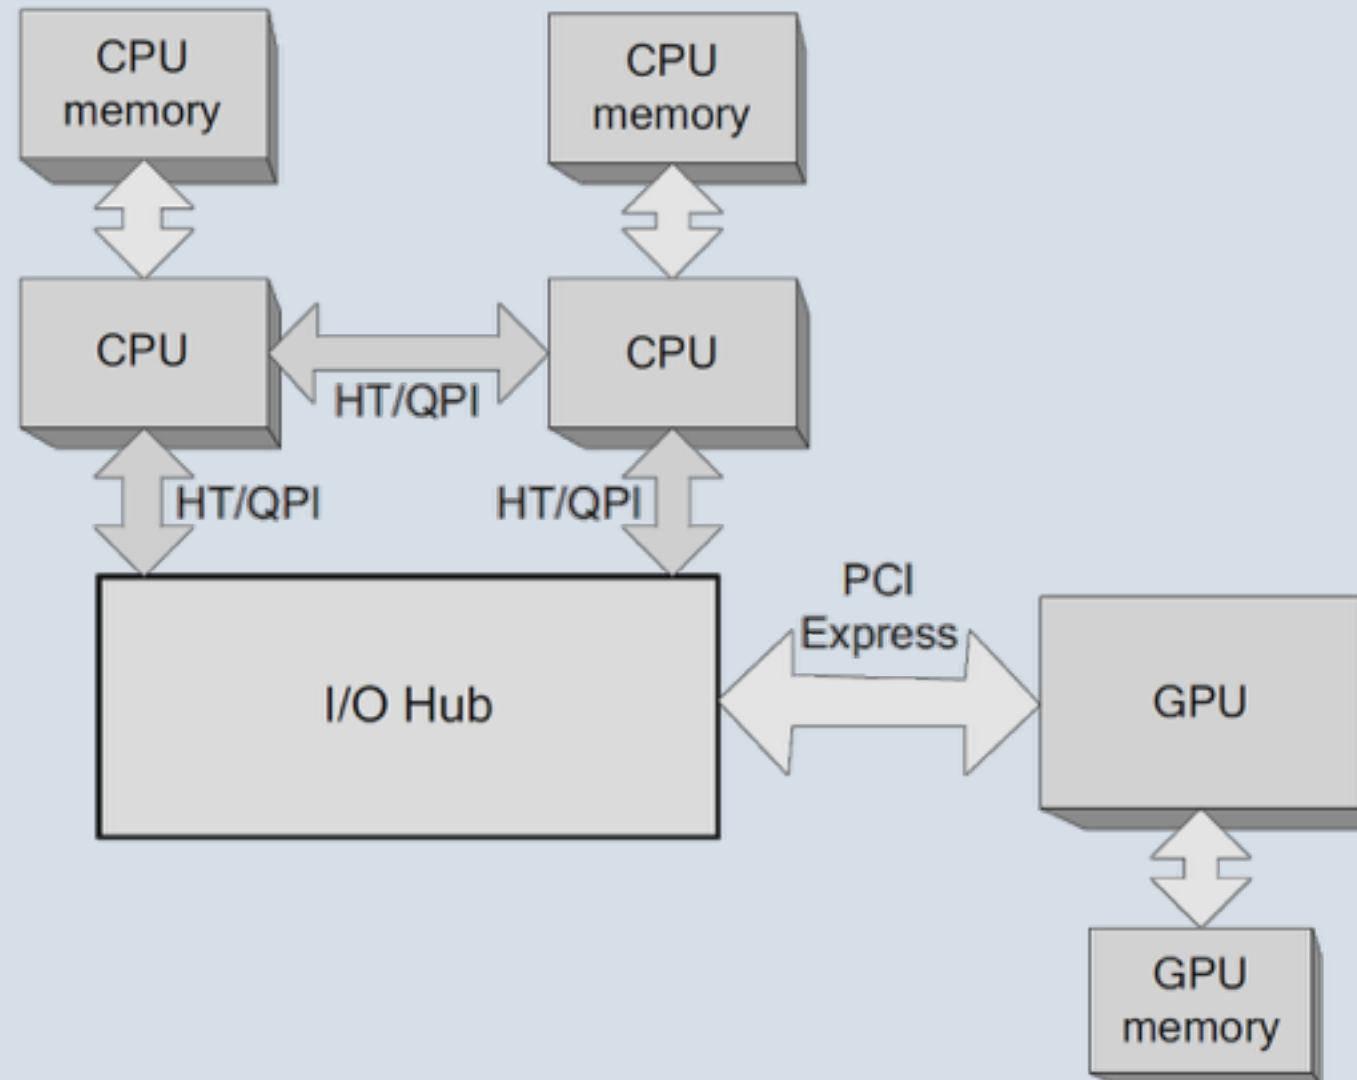 CPU
memory
CPU
memory
CPU
CPU
HT/QPI
HT/QPI
HT/QPI
PCI
Express
I/O Hub
GPU
GPU
memory